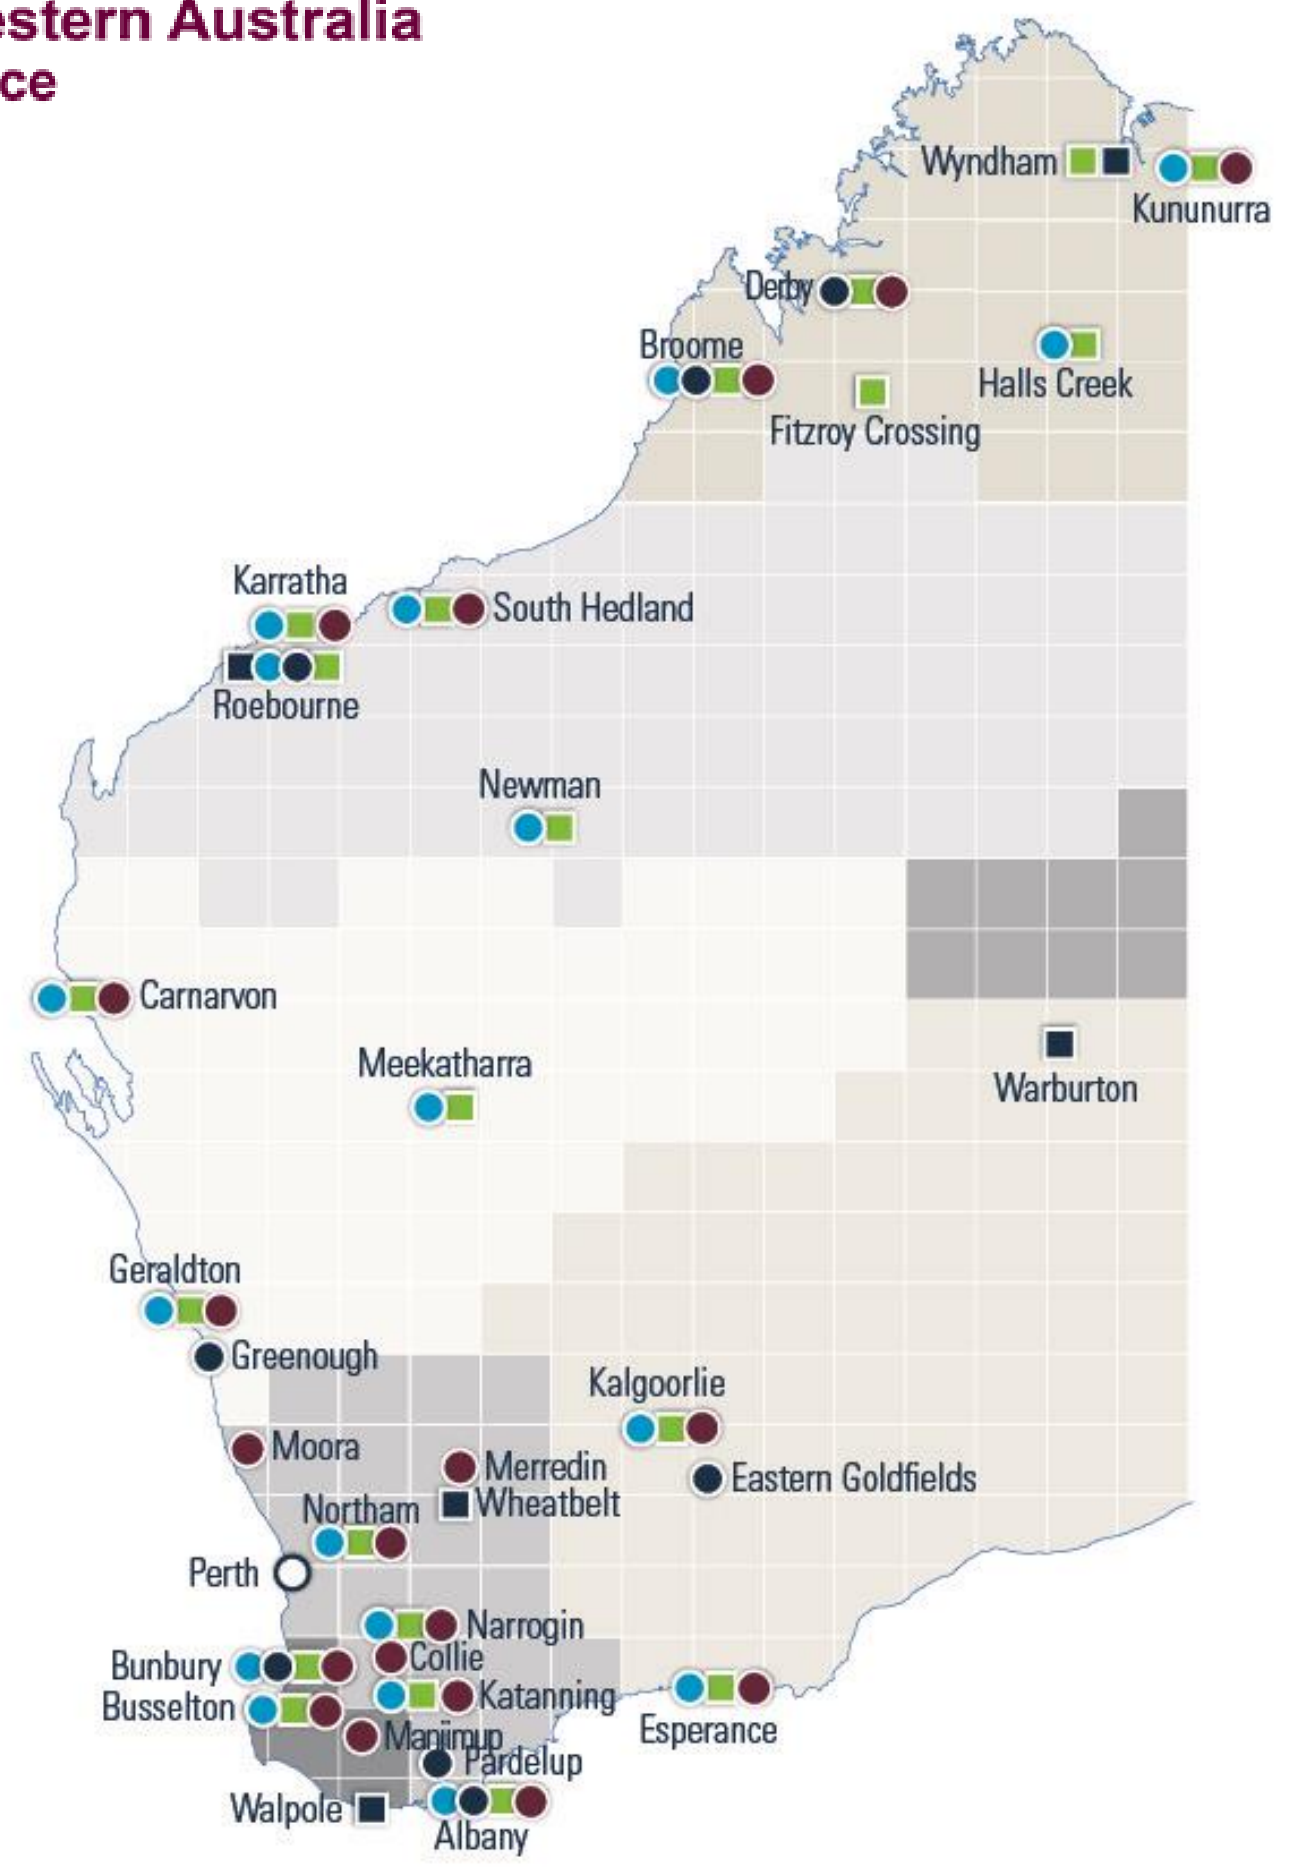 estern Australia
ce
Wyndham
Kununurra
Derby
Broome
Halls Creek
Fitzroy Crossing
Karratha
South Hedland
Roebourne
Newman
Carnarvon
Meekatharra
Warburton
Geraldton
Greenough
Kalgoorlie
Moora
Merredin
Eastern Goldfields
Wheatbelt
Northam
Perth
Narrogin
Collie
Bunbury
Katanning
Busselton
Esperance
Manjimup
Pardelup
Walpole
Albany